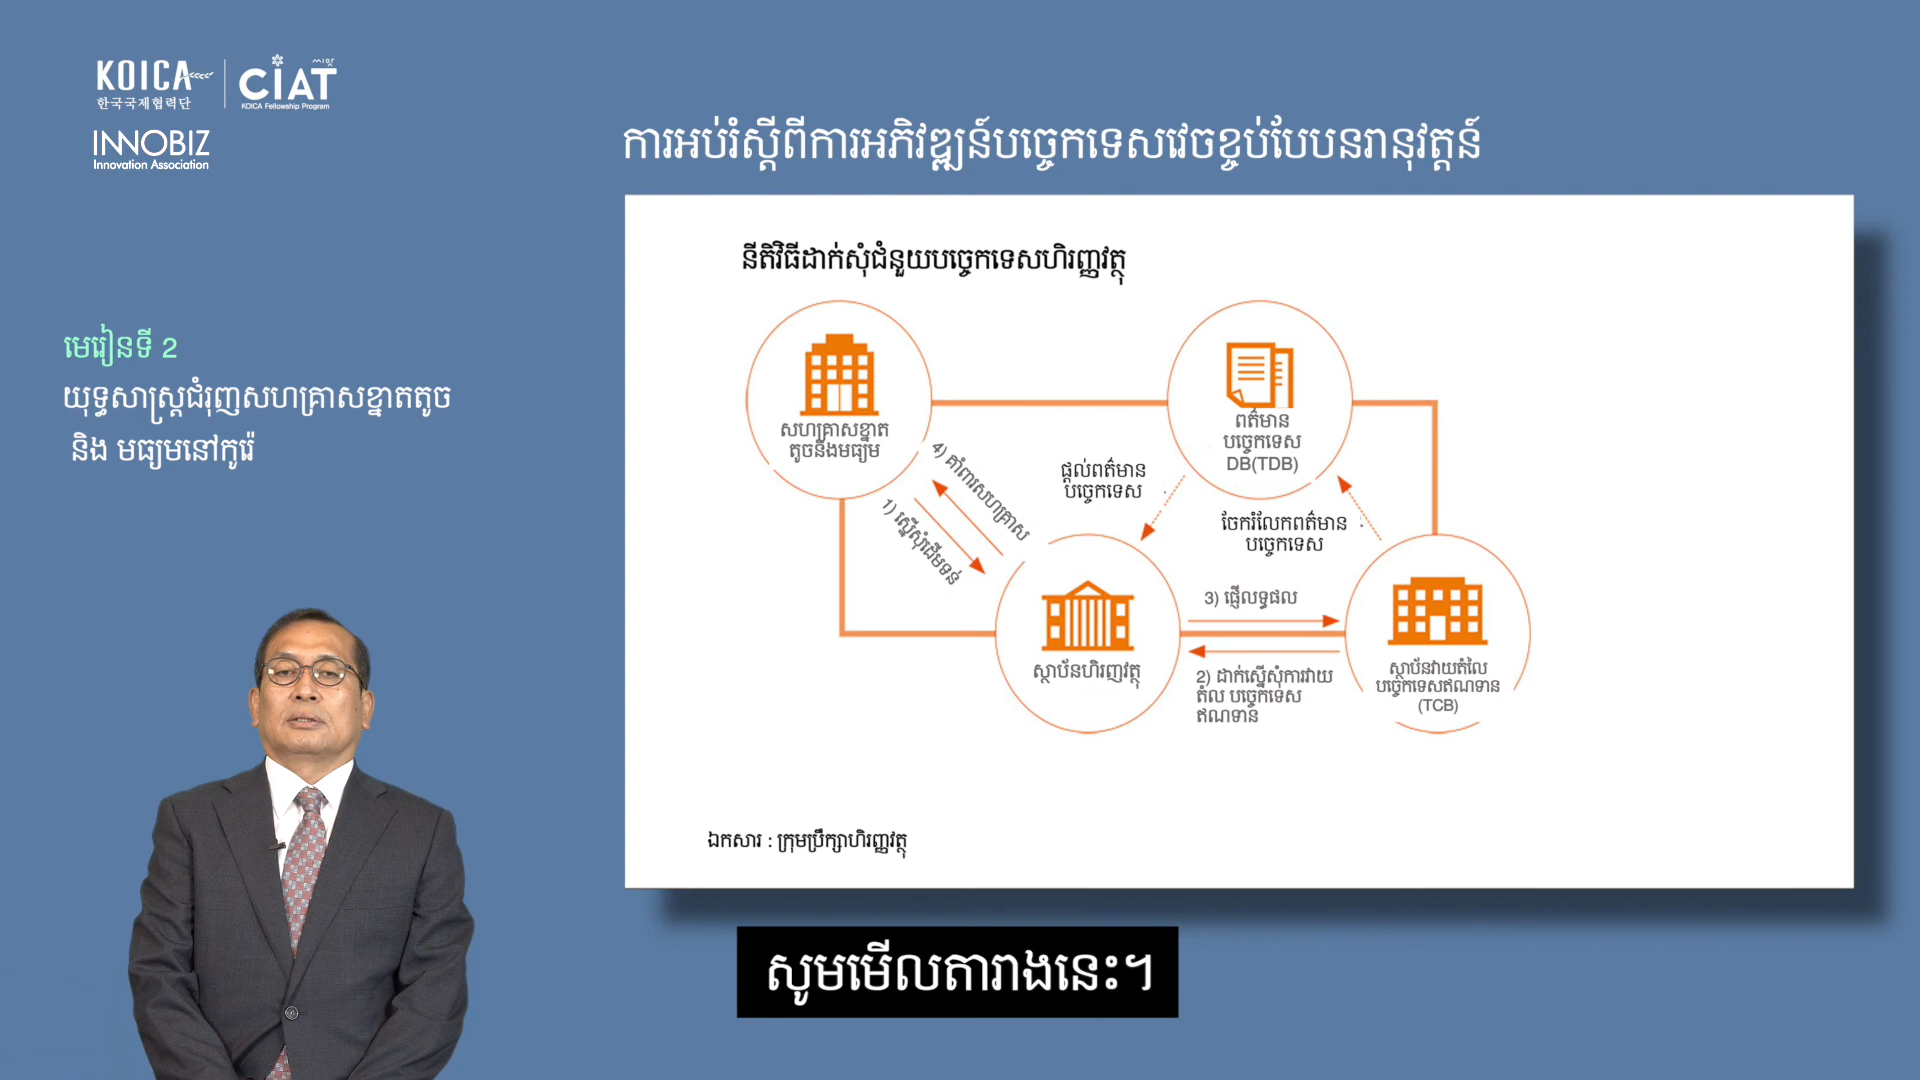 KOICA
한국국제협력단
CIAT
KOICA Fellowship Program
INNOBIZ
Innovation Association
ការអប់រំស្តីពីការអភិវឌ្ឍន៍បច្ចេកទេសវេចខ្ចប់បែបនវានុវត្តន៍
មេរៀនទី 2
យុទ្ធសាស្ត្រជំរុញសហគ្រាសខ្នាតតូច
និង មធ្យមនៅកូរ៉េ
នីតិវិធីដាក់សុំជំនួយបច្ចេកទេសហិរញ្ញវត្ថុ
សហគ្រាសខ្នាត
តូចនិងមធ្យម
ពត៌មាន
បច្ចេកទេស
DB(TDB)
4) គាំពារសហគ្រាស
1) ស្នើសុំដើមទន់
ផ្តល់ពត៌មាន
បច្ចេកទេស
ចែករំលែកពត៌មាន
បច្ចេកទេស
3) ផ្ញើលទ្ធផល
ស្ថាប័នហិរញវត្ថុ
2) ដាក់ស្នើសុំការវាយ
តំល បច្ចេកទេស
ឥណទាន
ស្ថាប័នវាយតំលៃ
បច្ចេកទេសឥណទាន
(TCB)
ឯកសារ : ក្រុមប្រឹក្សាហិរញ្ញវត្ថុ
សូមមើលតារាងនេះ។